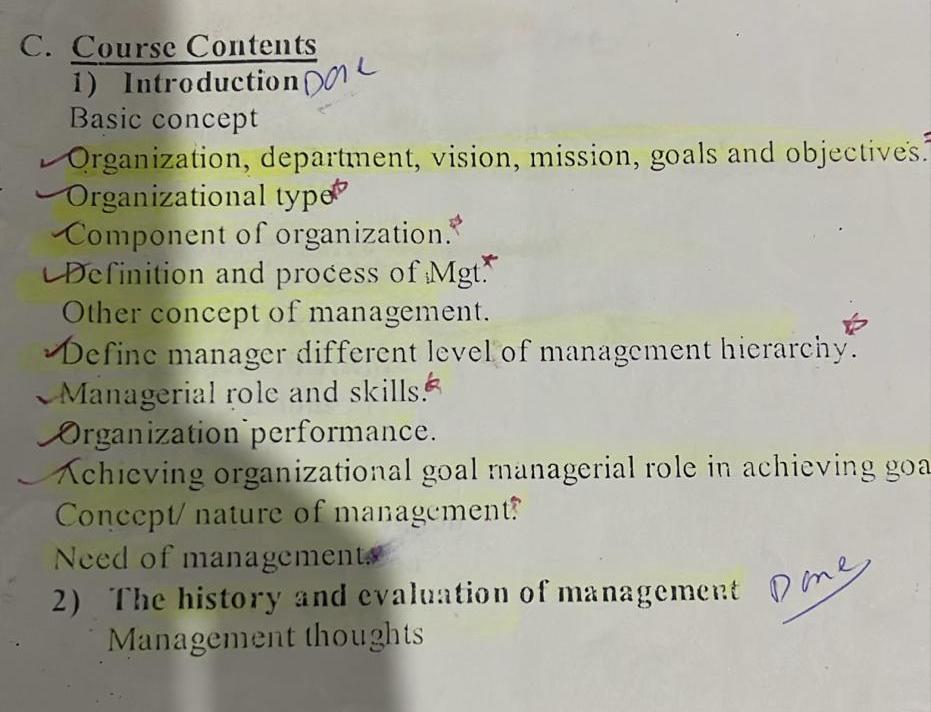 C. Course Contents
1) Introduction Done
Basic concept
Organization, department, vision, mission, goals and objectives.
Organizational type
Component of organization.
Definition and process of Mgt.
Other concept of management.
Define manager different level of management hierarchy.
Managerial role and skills.
Organization performance.
Achieving organizational goal managerial role in achieving goa
Concept/ nature of management.
Need of management.
2) The history and evaluation of management Done
Management thoughts